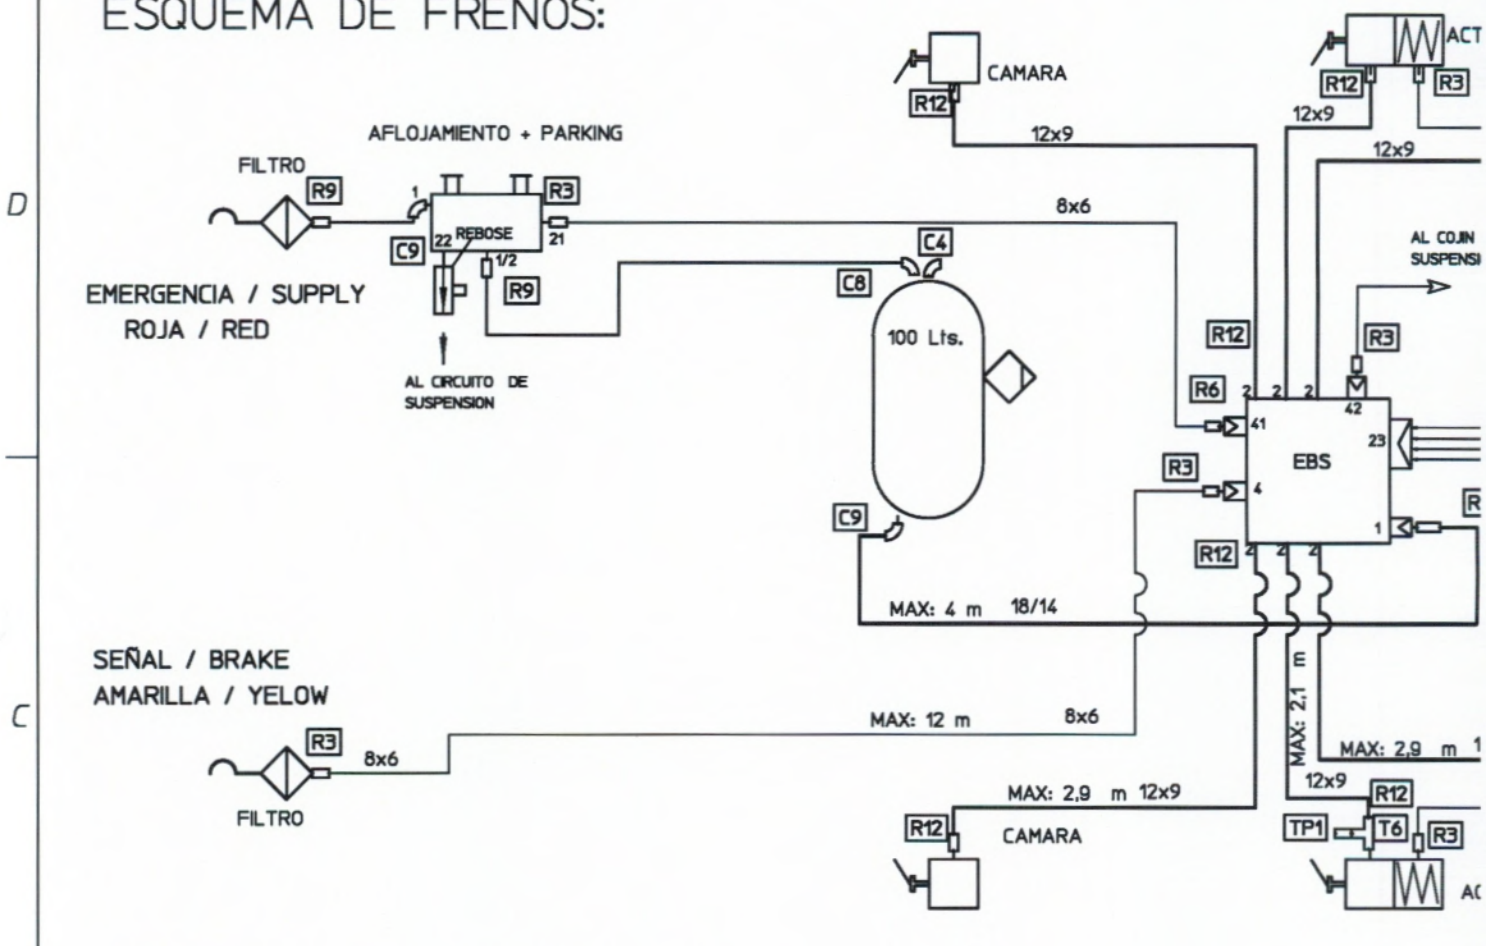 ESQUEMA DE FRENOS:
CAMARA
ACT
R12
R12
R3
12x9
12x9
12x9
AFLOJAMIENTO + PARKING
FILTRO
R9
1
R3
D
8x6
C9
22
REBOSE
21
1/2
R9
C4
C8
AL COJIN
SUSPENSI
EMERGENCIA / SUPPLY
ROJA / RED
100 Lts.
R12
R3
AL CIRCUITO DE
SUSPENSION
R6
2
2
2
42
41
23
EBS
R3
4
C9
1
R
R12
2
2
2
MAX: 4 m 18/14
SEÑAL / BRAKE
AMARILLA / YELOW
C
MAX: 12 m
8x6
MAX: 2,1 m
MAX: 2,9 m 1
R3
8x6
FILTRO
MAX: 2,9 m 12x9
12x9
R12
R12
CAMARA
TP1
T6
R3
AC